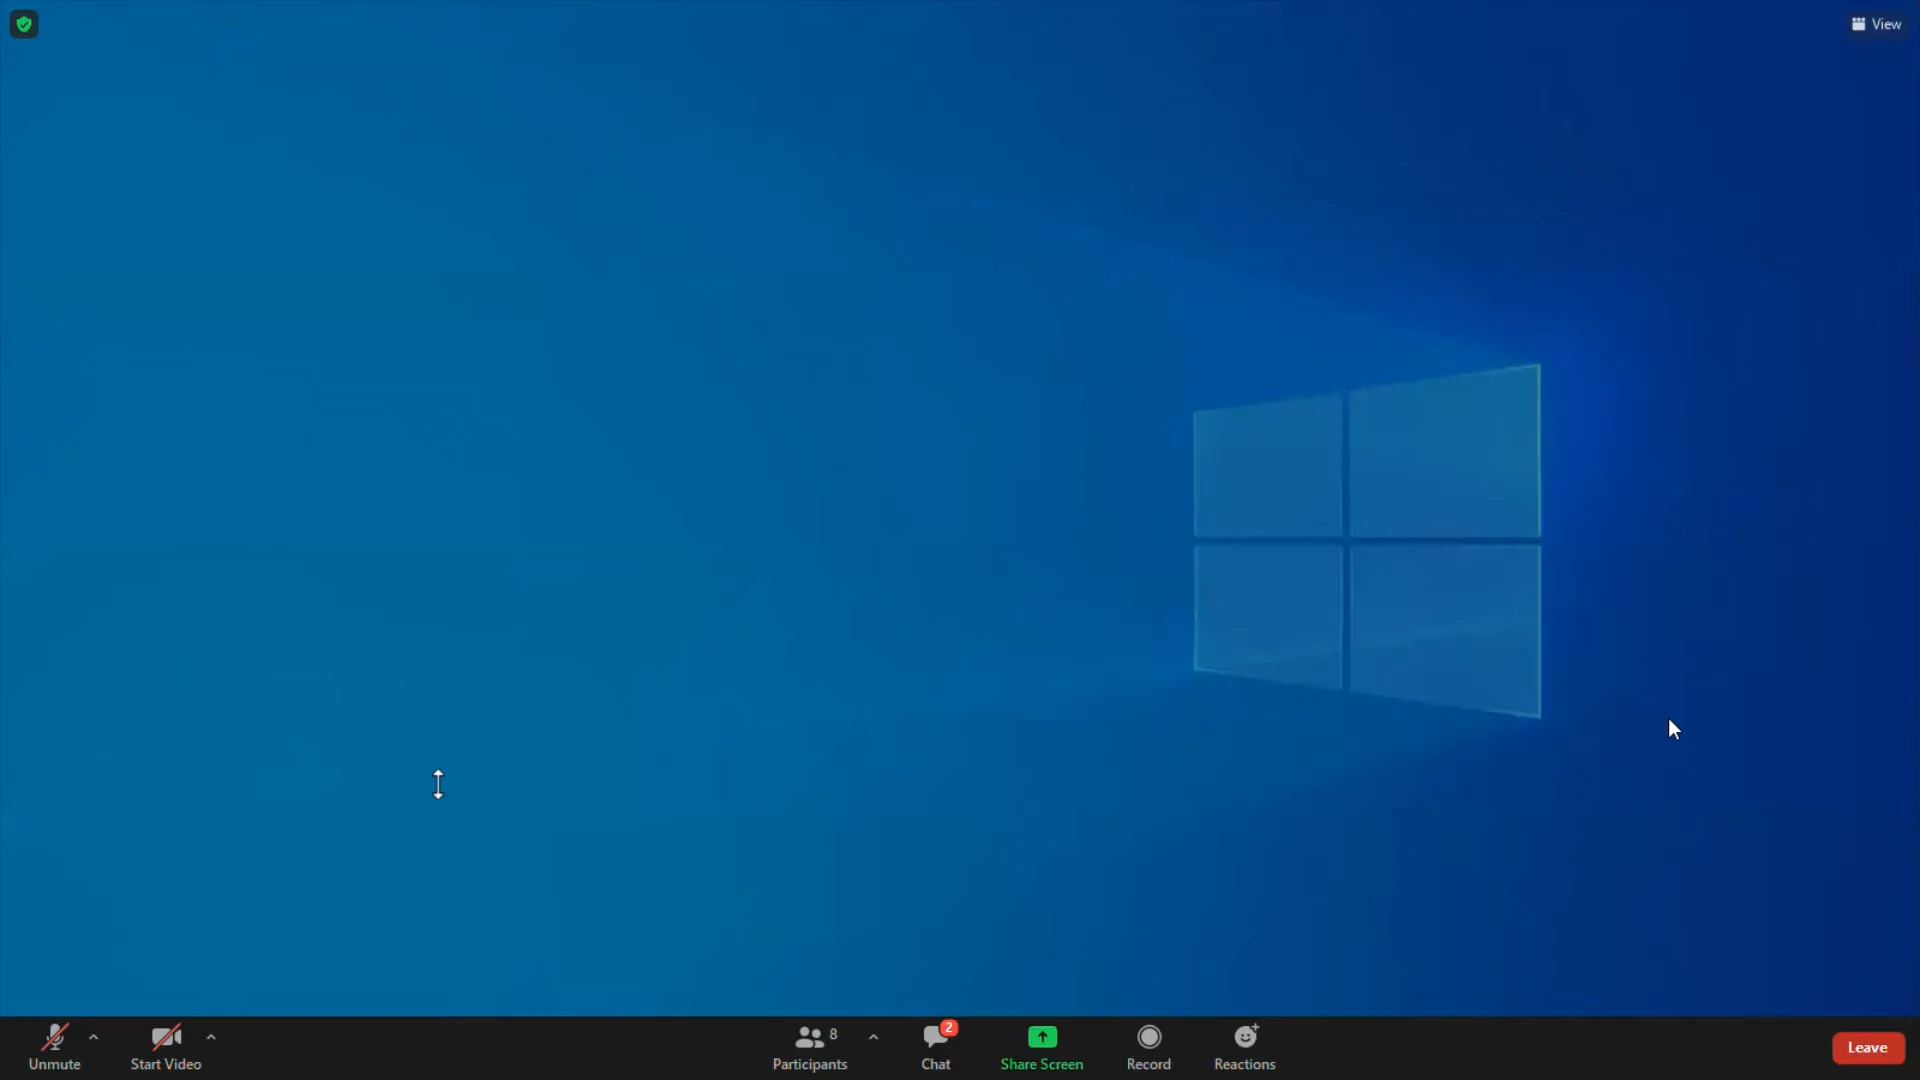 View
Unmute
Start Video
8
Participants
2
Chat
Share Screen
Record
Reactions
Leave